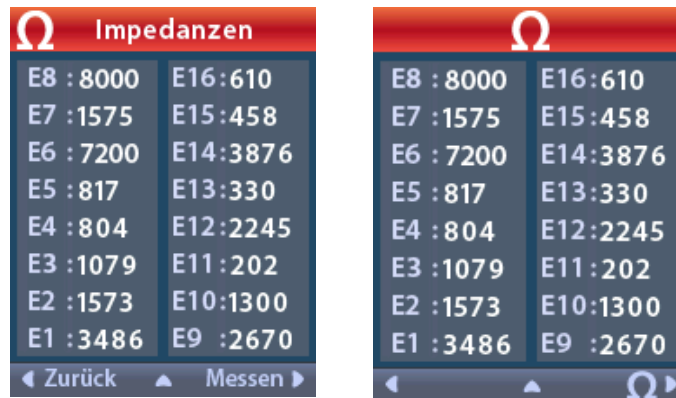 Ω Impedanzen
E8 : 8000 E16:610
E7 :1575 E15:458
E6 : 7200 E14:3876
E5 :817 E13:330
E4 :804 E12:2245
E3 :1079 E11:202
E2 :1573 E10:1300
E1 :3486 E9 :2670
Zurück Messen
Ω
E8 : 8000 E16:610
E7 :1575 E15:458
E6 : 7200 E14:3876
E5 :817 E13:330
E4 :804 E12:2245
E3 :1079 E11:202
E2 :1573 E10:1300
E1 :3486 E9 :2670
Ω